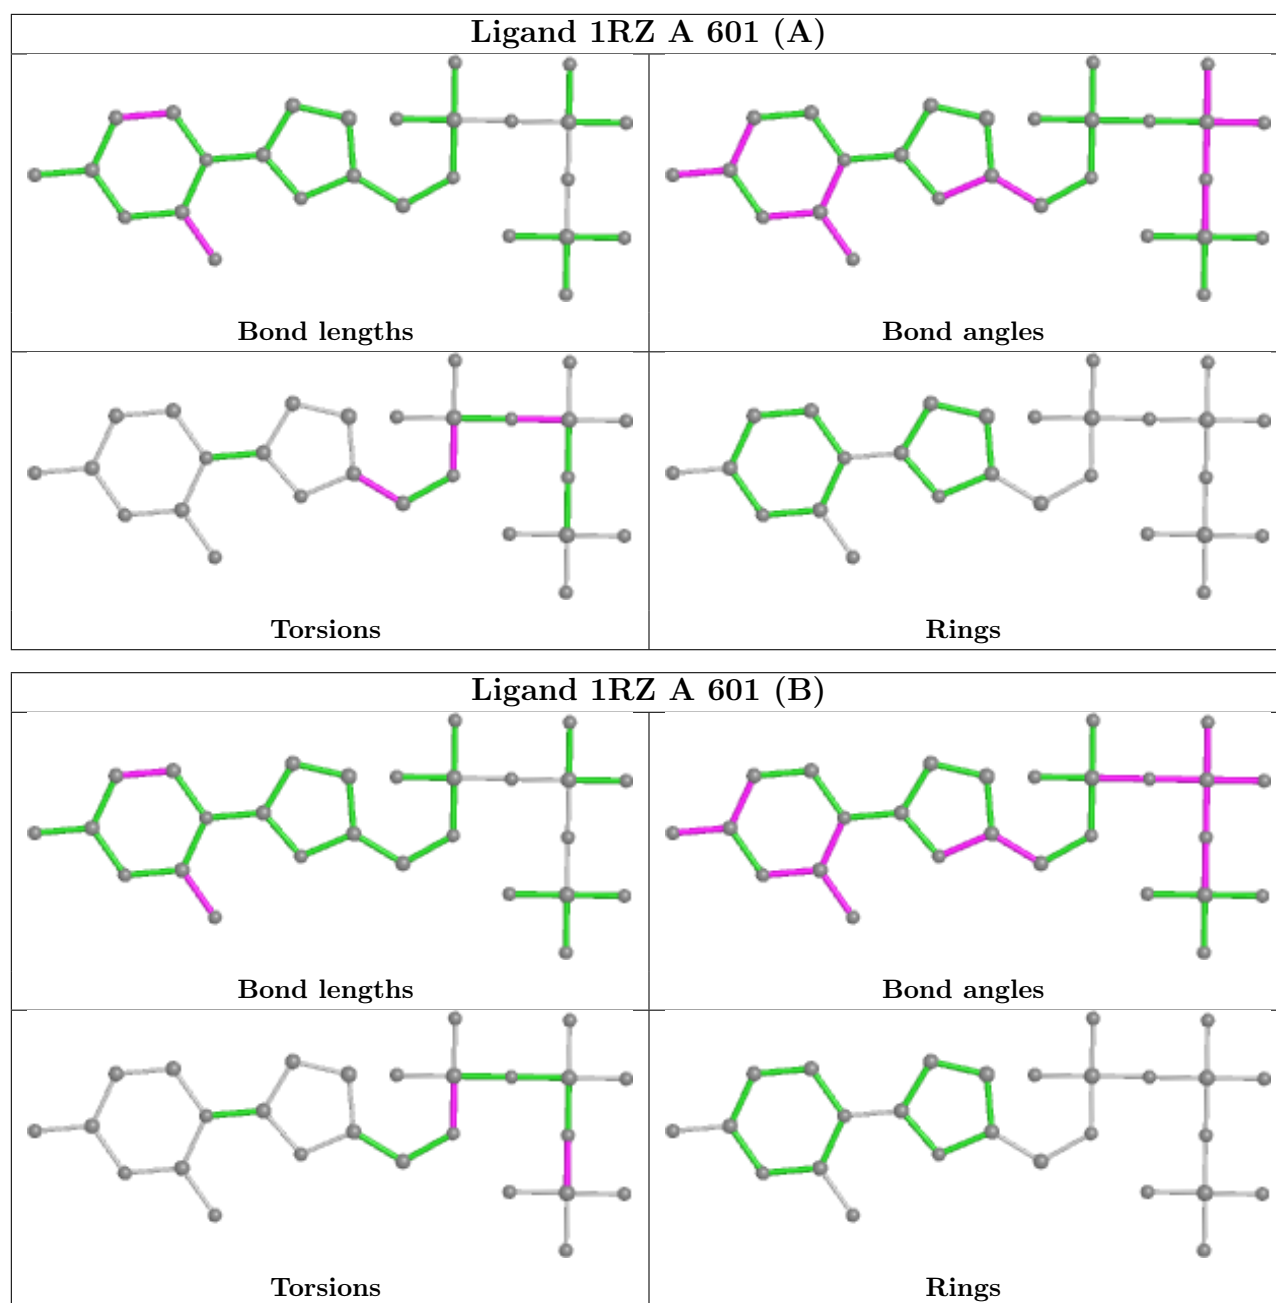 Ligand 1RZ A 601 (A)
Bond lengths
Bond angles
Torsions
Rings
Ligand 1RZ A 601 (B)
Bond lengths
Bond angles
Torsions
Rings